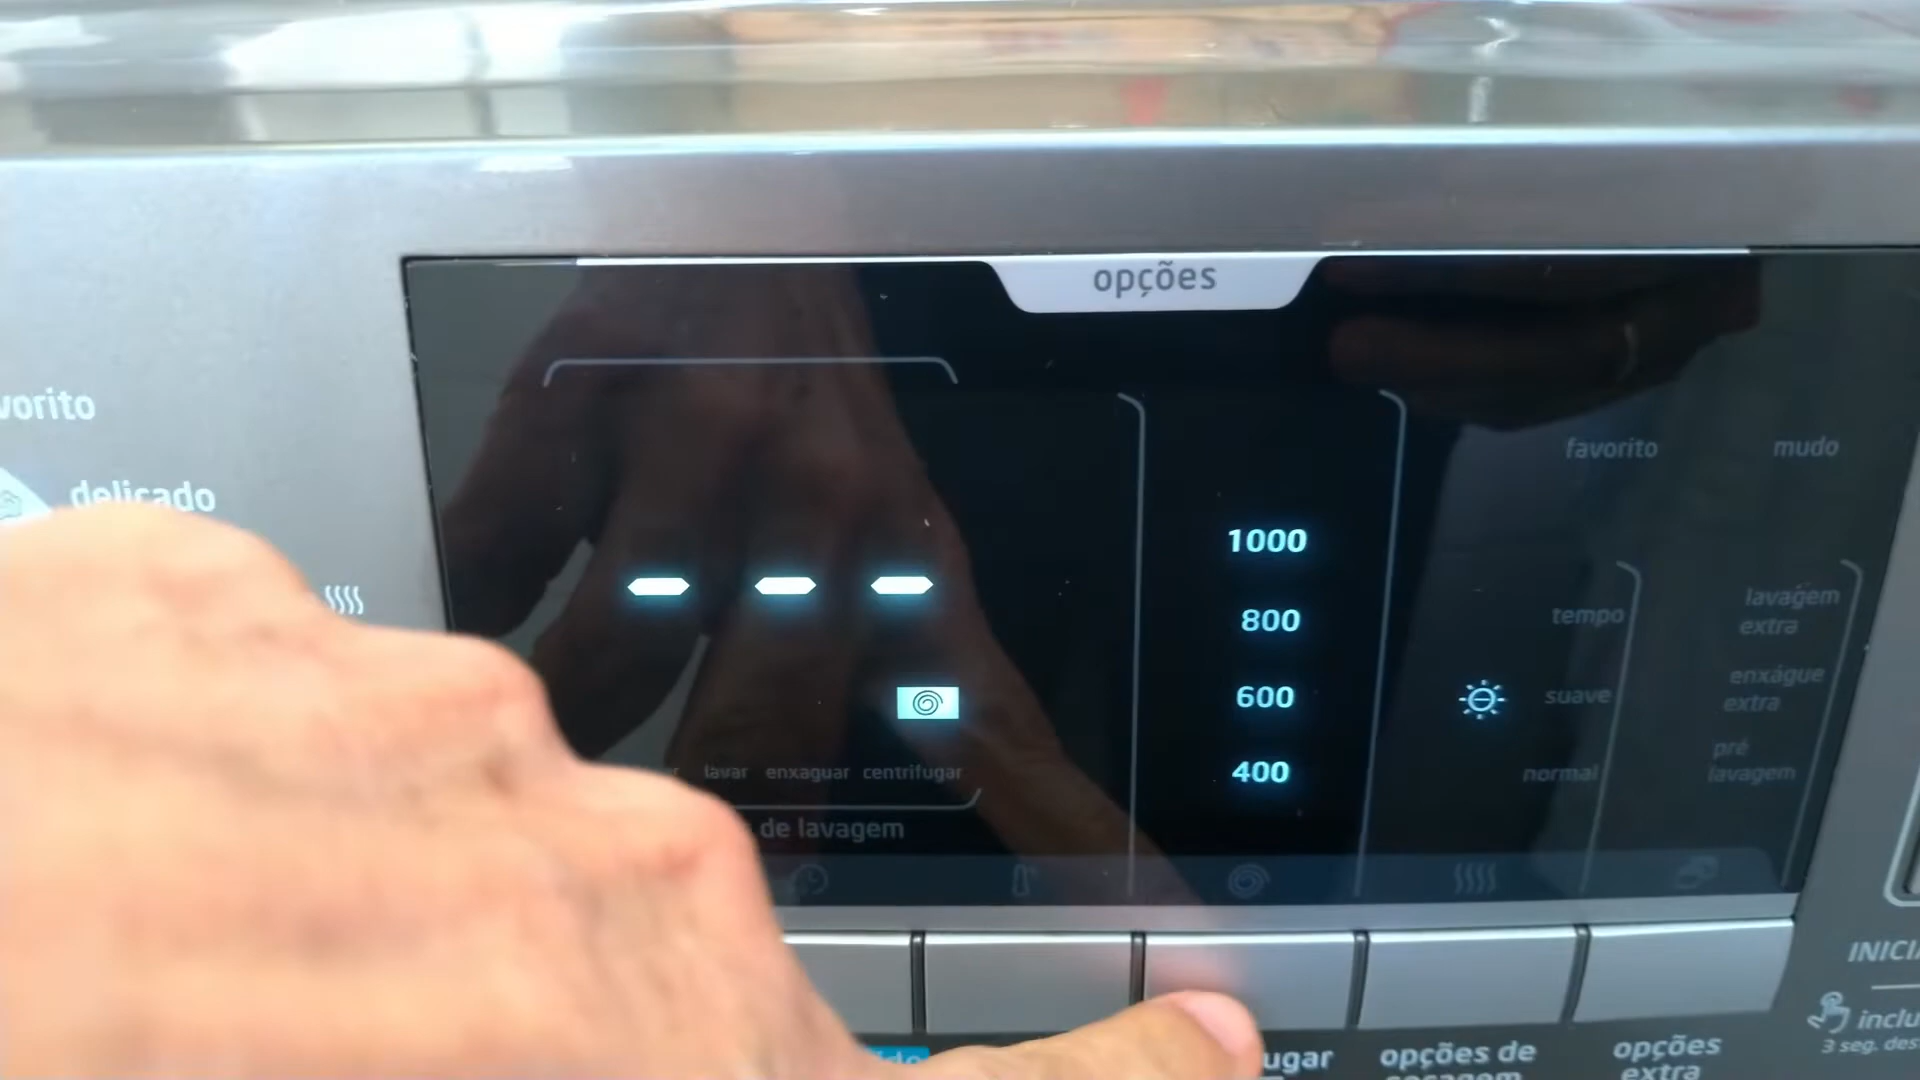 opções
vorito
delicado
favorito mudo
1000
800
600
400
tempo
suave
normal
lavagem
extra
enxágue
extra
pré
lavagem
lavar enxaguar centrifugar
de lavagem
INICIA
inclu
3 seg. des
ugar
opções de
opções
extra